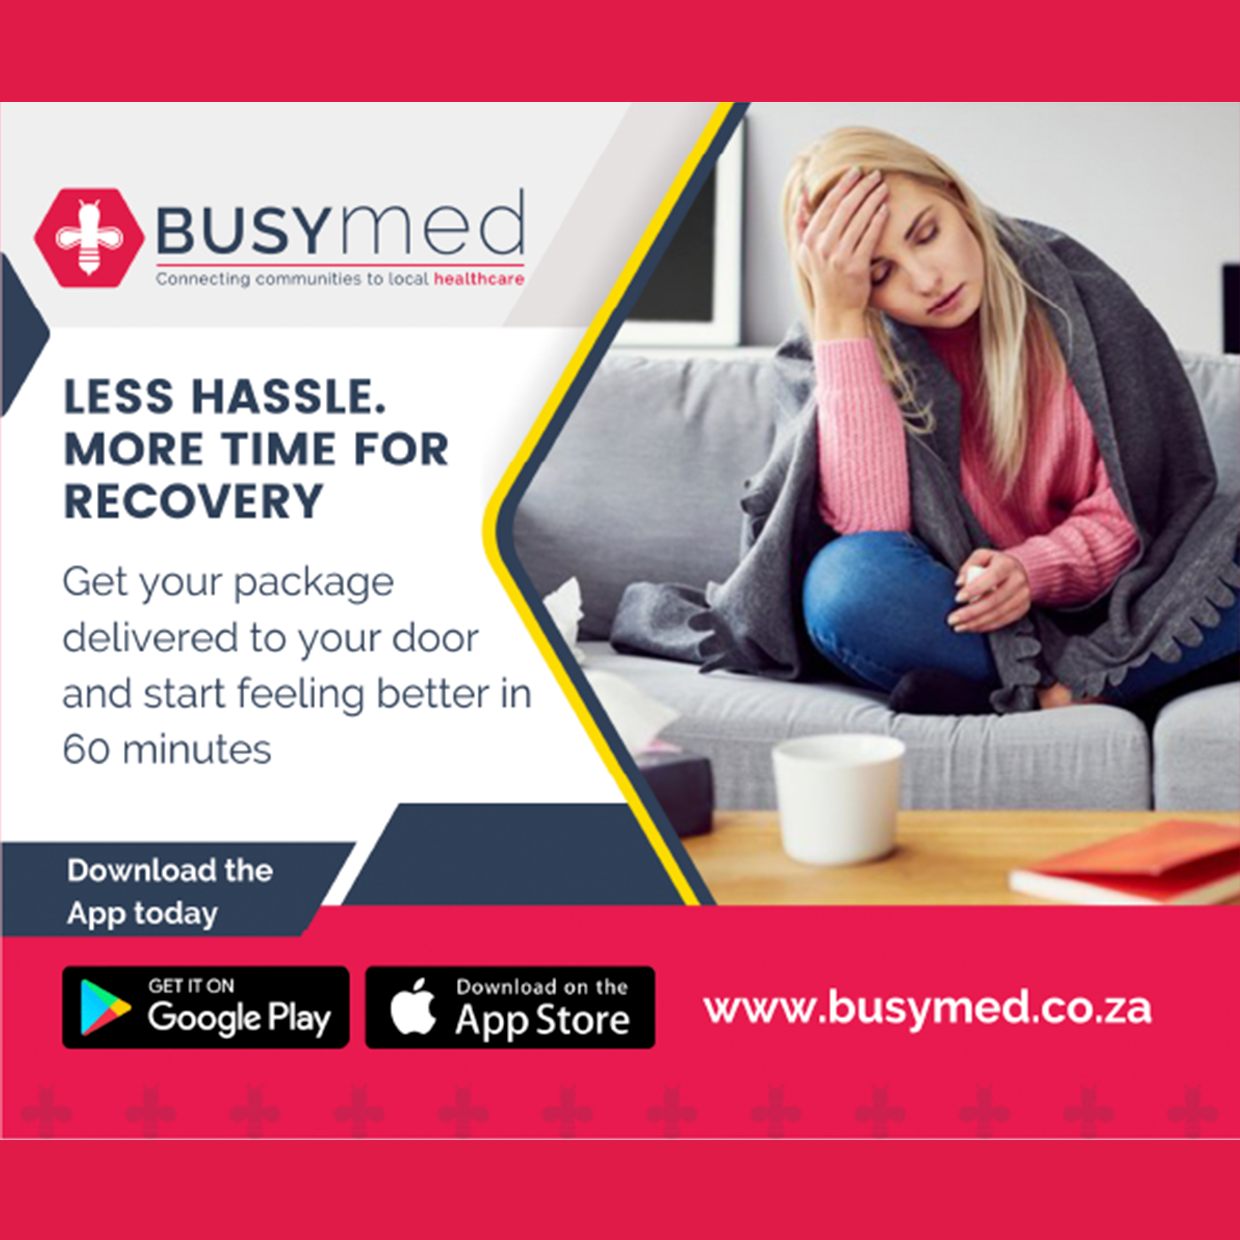 BUSYmed
Connecting communities to local healthcare
LESS HASSLE.
MORE TIME FOR
RECOVERY
Get your package
delivered to your door
and start feeling better in
60 minutes
Download the
App today
GET IT ON
Google Play
Download on the
App Store
www.busymed.co.za